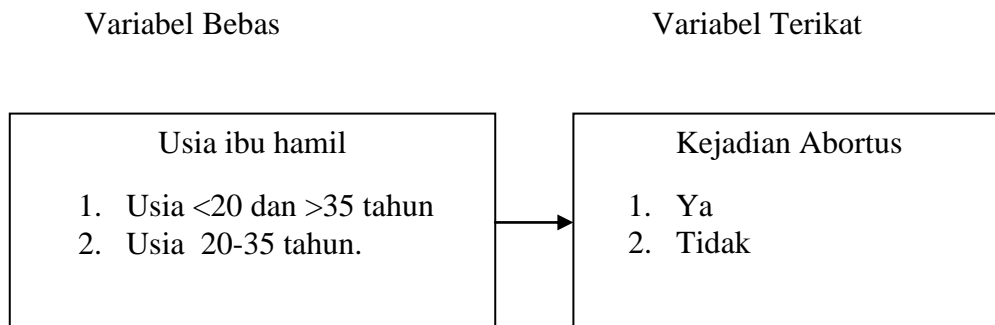 Variabel Bebas
Variabel Terikat
Usia ibu hamil
1. Usia <20 dan >35 tahun
2. Usia 20-35 tahun.
Kejadian Abortus
1. Ya
2. Tidak